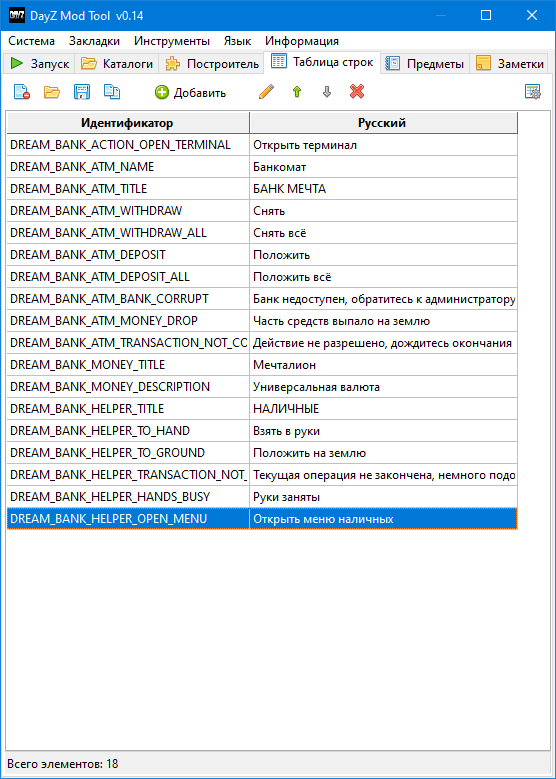 DayZ Mod Tool v0.14
Система Закладки Инструменты Язык Информация
Запуск Каталоги Построитель Таблица строк Предметы Заметки
Добавить
Идентификатор Русский
DREAM_BANK_ACTION_OPEN_TERMINAL Открыть терминал
DREAM_BANK_ATM_NAME Банкомат
DREAM_BANK_ATM_TITLE БАНК МЕЧТА
DREAM_BANK_ATM_WITHDRAW Снять
DREAM_BANK_ATM_WITHDRAW_ALL Снять всё
DREAM_BANK_ATM_DEPOSIT Положить
DREAM_BANK_ATM_DEPOSIT_ALL Положить всё
DREAM_BANK_ATM_BANK_CORRUPT Банк недоступен, обратитесь к администратору
DREAM_BANK_ATM_MONEY_DROP Часть средств выпало на землю
DREAM_BANK_ATM_TRANSACTION_NOT_CO Действие не разрешено, дождитесь окончания
DREAM_BANK_MONEY_TITLE Мечталион
DREAM_BANK_MONEY_DESCRIPTION Универсальная валюта
DREAM_BANK_HELPER_TITLE НАЛИЧНЫЕ
DREAM_BANK_HELPER_TO_HAND Взять в руки
DREAM_BANK_HELPER_TO_GROUND Положить на землю
DREAM_BANK_HELPER_TRANSACTION_NOT_ Текущая операция не закончена, немного подо
DREAM_BANK_HELPER_HANDS_BUSY Руки заняты
DREAM_BANK_HELPER_OPEN_MENU Открыть меню наличных
Всего элементов: 18